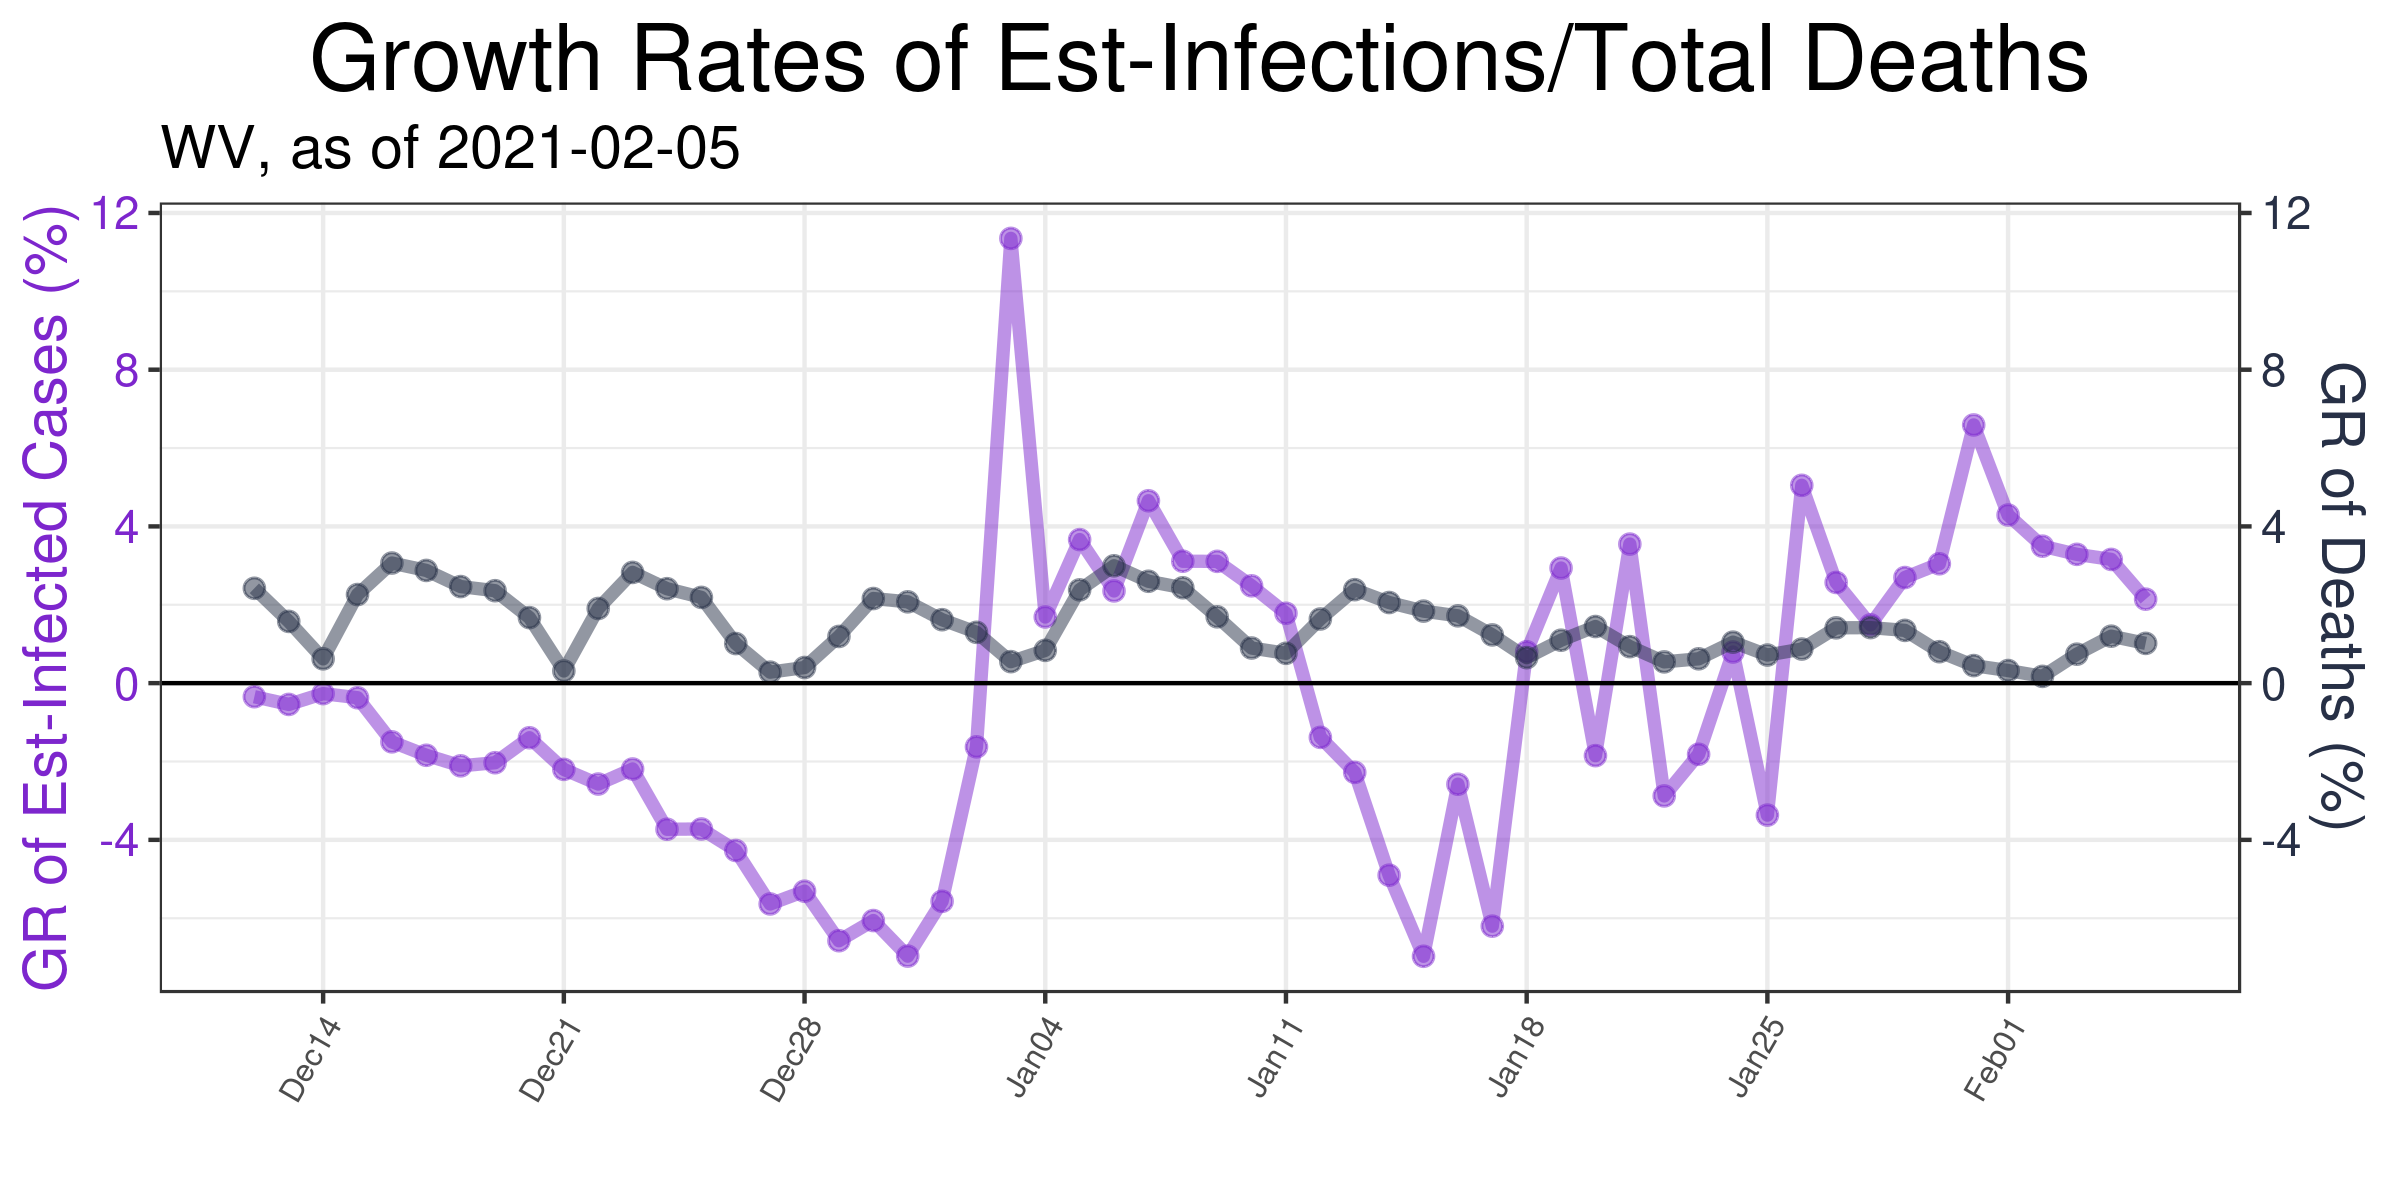 Growth Rates of Est-Infections/Total Deaths
WV, as of 2021-02-05
GR of Est-Infected Cases (%)
12
8
4
0
-4
12
8
4
0
-4
GR of Deaths (%)
Dec14
Dec21
Dec28
Jan04
Jan11
Jan18
Jan25
Feb01